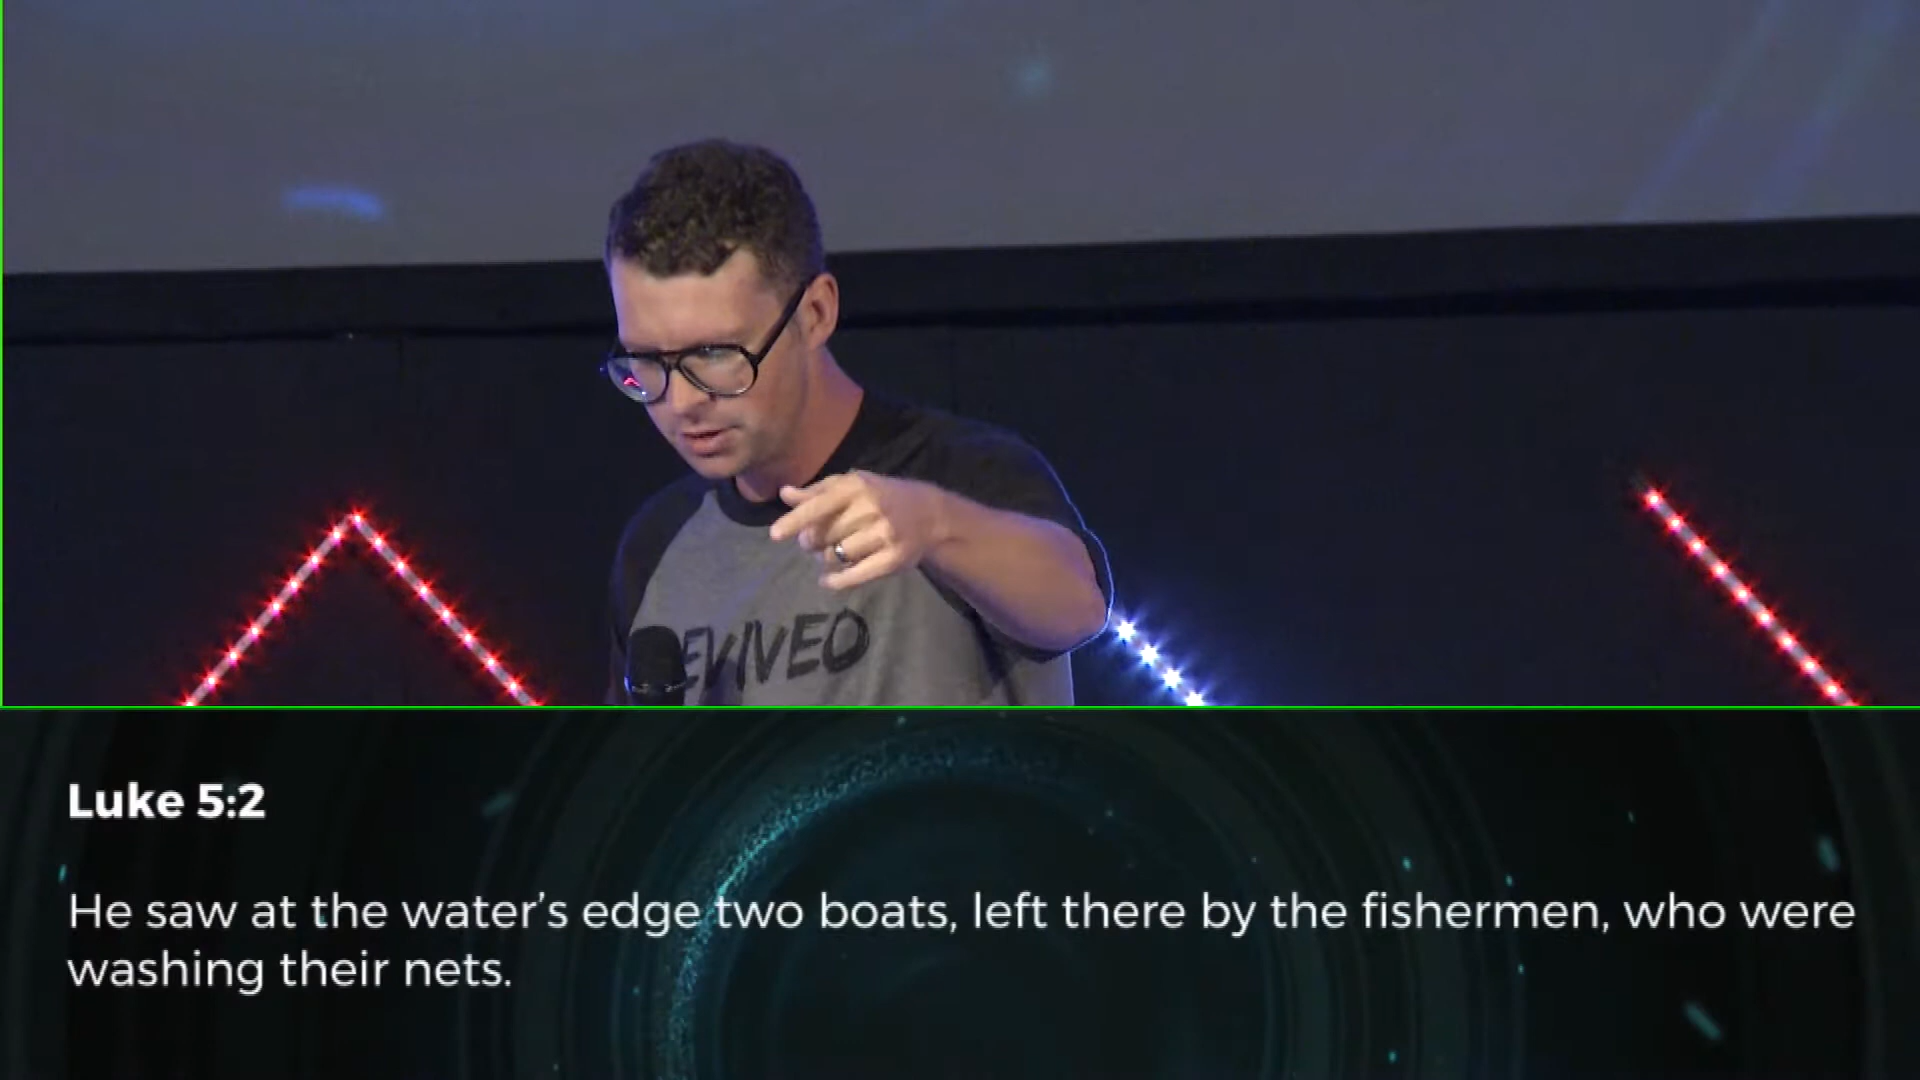 EVIVED
Luke 5:2
He saw at the water’s edge two boats, left there by the fishermen, who were
washing their nets.